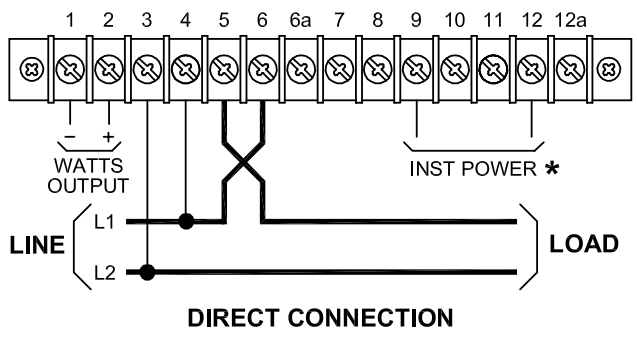 1 2 3 4 5 6 6a 7 8 9 10 11 12 12a
− +
WATTS
OUTPUT
INST POWER *
L1
LINE
LOAD
L2
DIRECT CONNECTION